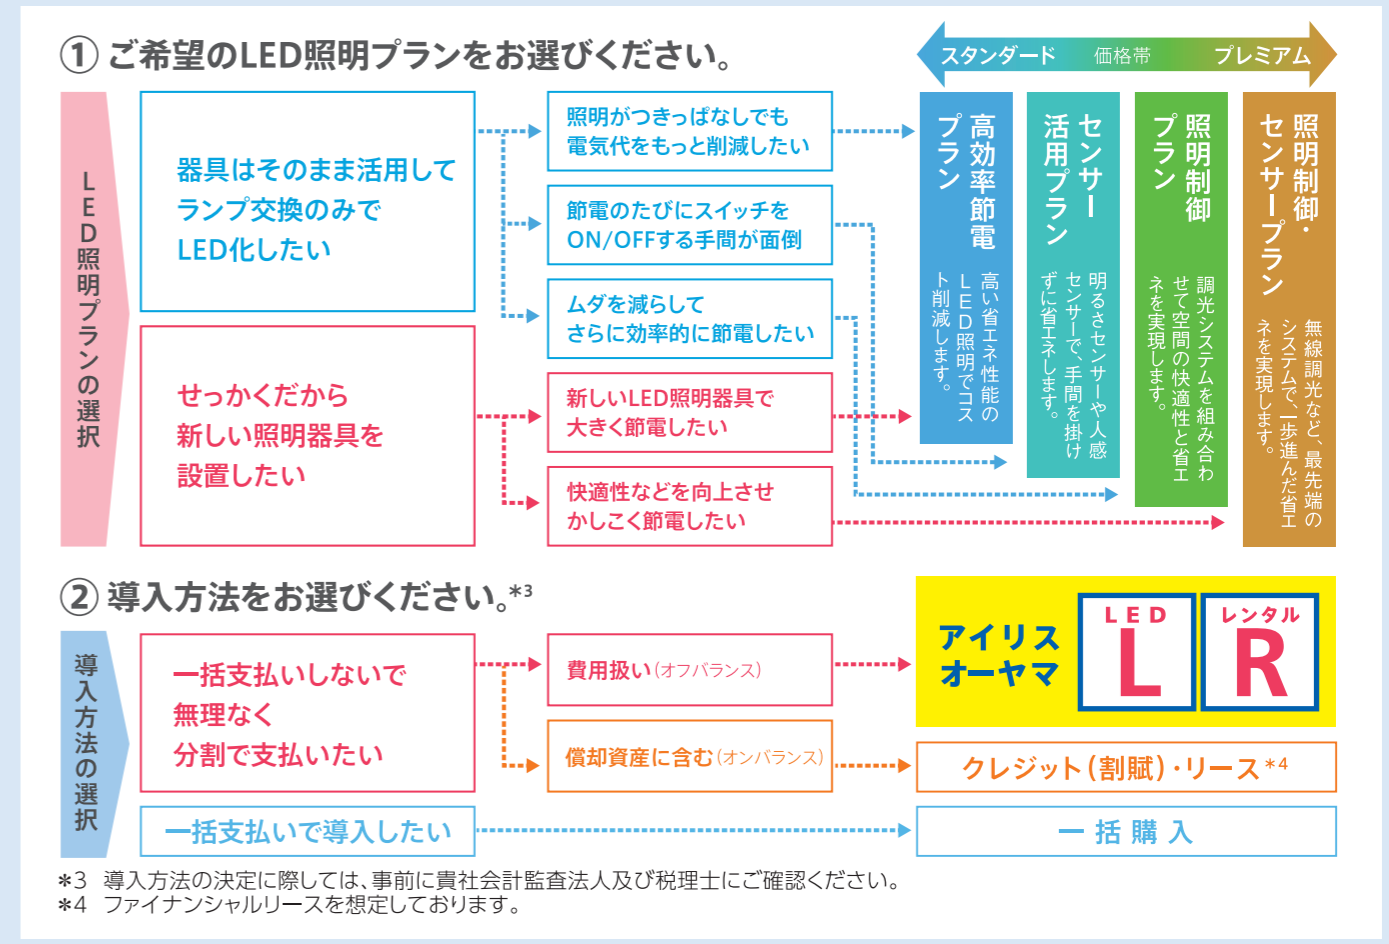 ① ご希望のLED照明プランをお選びください。
スタンダード 価格帯 プレミアム
LED照明プランの選択
器具はそのまま活用して
ランプ交換のみで
LED化したい
せっかくだから
新しい照明器具を
設置したい
照明がつきっぱなしでも
電気代をもっと削減したい
節電のたびにスイッチを
ON/OFFする手間が面倒
ムダを減らして
さらに効率的に節電したい
新しいLED照明器具で
大きく節電したい
快適性などを向上させ
かしこく節電したい
高効率節電
プラン
高い省エネ性能の
LED照明でコス
ト削減します。
センサー
活用プラン
明るさセンサーや人感
センサーで、手間を掛け
ずに省エネします。
照明制御
プラン
調光システムを組み合わ
せて空間の快適性と省エ
ネを実現します。
照明制御・
センサープラン
無線調光など、最先端の
システムで、一歩進んだ省エ
ネを実現します。
② 導入方法をお選びください。*3
導入方法の選択
一括支払いしないで
無理なく
分割で支払いたい
一括支払いで導入したい
費用扱い(オフバランス)
償却資産に含む(オンバランス)
アイリス
オーヤマ
LED
L
レンタル
R
クレジット(割賦)・リース*4
一括購入
*3 導入方法の決定に際しては、事前に貴社会計監査法人及び税理士にご確認ください。
*4 ファイナンシャルリースを想定しております。